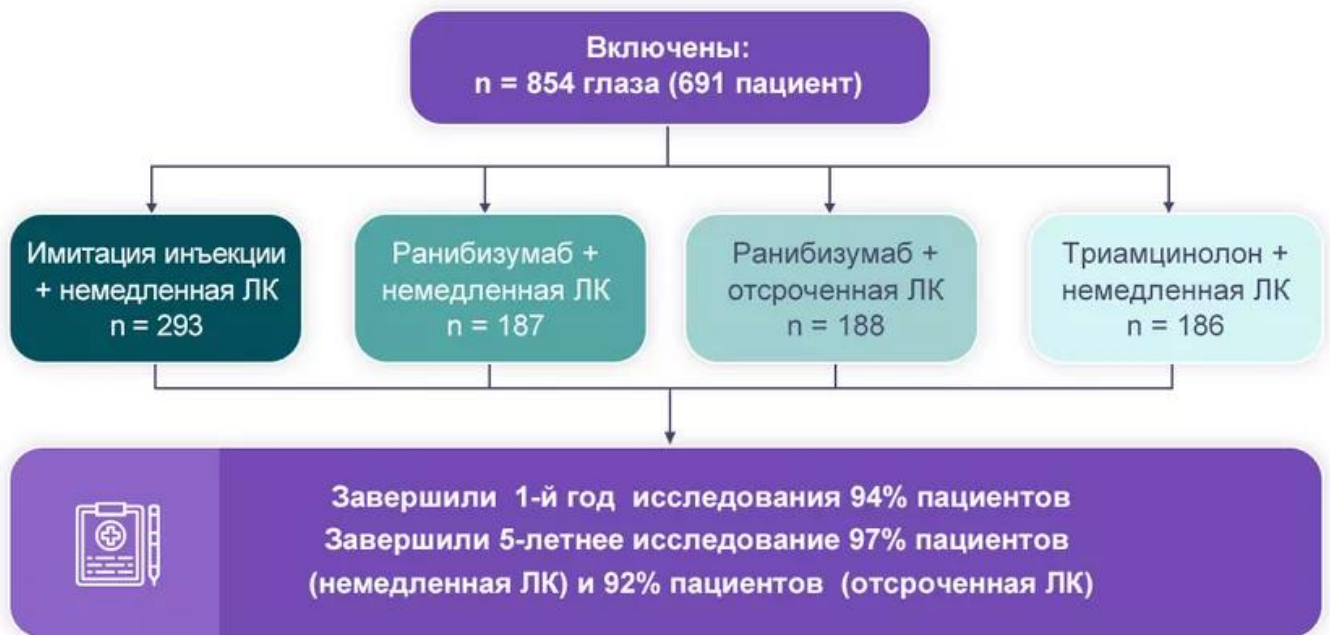 Включены:
n = 854 глаза (691 пациент)
Имитация инъекции
+ немедленная ЛК
n = 293
Ранибизумаб +
немедленная ЛК
n = 187
Ранибизумаб +
отсроченная ЛК
n = 188
Триамцинолон +
немедленная ЛК
n = 186
Завершили 1-й год исследования 94% пациентов
Завершили 5-летнее исследование 97% пациентов
(немедленная ЛК) и 92% пациентов (отсроченная ЛК)